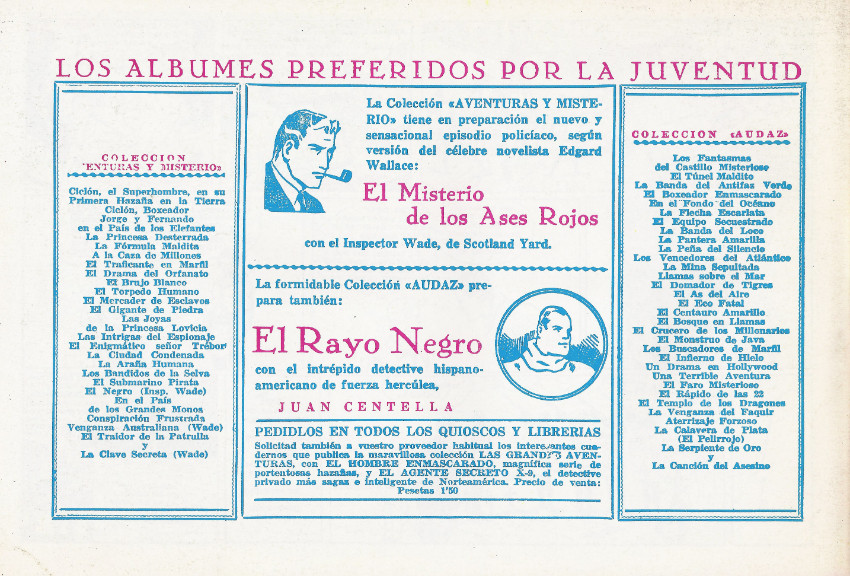 LOS ALBUMES PREFERIDOS POR LA JUVENTUD
COLECCION
ENTURAS Y MISTERIO»
Ciclón, el Superhombre, en su
Primera Hazaña en la Tierra
Ciclón, Boxeador
Jorge y Fernando
en el País de los Elefantes
La Princesa Desterrada
La Fórmula Maldita
A la Caza de Millones
El Traficante en Marfil
El Drama del Orfanato
El Brujo Blanco
El Torpedo Humano
El Mercader de Esclavos
El Gigante de Piedra
Las Joyas
de la Princesa Lovicia
Las Intrigas del Espionaje
El Enigmático señor Trébor
La Ciudad Condenada
La Araña Humana
Los Bandidos de la Selva
El Submarino Pirata
El Negro (Insp. Wade)
En el País
de los Grandes Monos
Conspiración Frustrada
Venganza Australiana (Wade)
El Traidor de la Patrulla
y
La Clave Secreta (Wade)
La Colección «AVENTURAS Y MISTE-
RIO» tiene en preparación el nuevo y
sensacional episodio policíaco, según
versión del célebre novelista Edgard
Wallace:
El Misterio
de los Ases Rojos
con el Inspector Wade, de Scotland Yard.
La formidable Colección «AUDAZ» pre-
para también:
El Rayo Negro
con el intrépido detective hispano-
americano de fuerza hercúlea,
JUAN CENTELLA
PEDIDLOS EN TODOS LOS QUIOSCOS Y LIBRERIAS
Solicitad también a vuestro proveedor habitual los interesantes cua-
dernos que publica la maravillosa colección LAS GRANDES AVEN-
TURAS, con EL HOMBRE ENMASCARADO, magnífica serie de
portentosas hazañas, y EL AGENTE SECRETO X-9, el detective
privado más sagaz e inteligente de Norteamérica. Precio de venta:
Pesetas 1'50
COLECCION «AUDAZ»
Los Fantasmas
del Castillo Misterioso
El Túnel Maldito
La Banda del Antifaz Verde
El Boxeador Enmascarado
En el Fondo del Océano
La Flecha Escarlata
El Equipo Secuestrado
La Banda del Loco
La Pantera Amarilla
La Peña del Silencio
Los Vencedores del Atlántico
La Mina Sepultada
Llamas sobre el Mar
El Domador de Tigres
El As del Aire
El Eco Fatal
El Centauro Amarillo
El Bosque en Llamas
El Crucero de los Millonarios
El Monstruo de Java
Los Buscadores de Marfil
El Infierno de Hielo
Un Drama en Hollywood
Una Terrible Aventura
El Faro Misterioso
El Rápido de las 22
El Templo de los Dragones
La Venganza del Faquir
Aterrizaje Forzoso
La Calavera de Plata
(El Pelirrojo)
La Serpiente de Oro
y
La Canción del Asesino